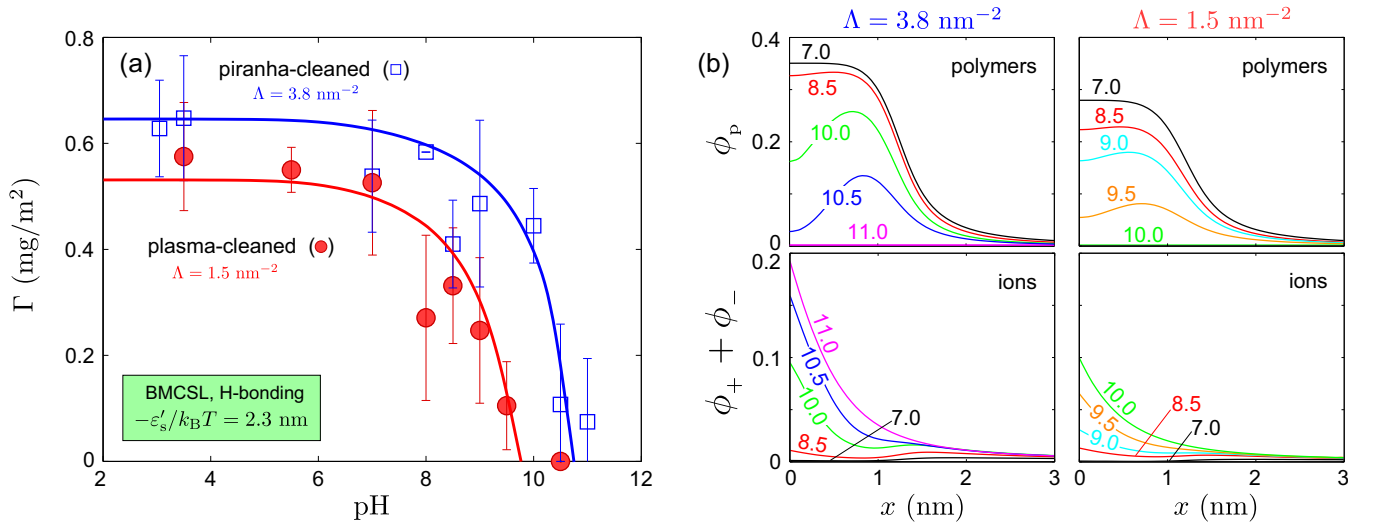 (a)
piranha-cleaned ( )
Λ = 3.8 nm⁻²
plasma-cleaned ( )
Λ = 1.5 nm⁻²
BMCSL, H-bonding
−ε′ₛ/k_BT = 2.3 nm
Γ (mg/m²)
0.8
0.6
0.4
0.2
0
2
4
6
8
10
12
pH
(b)
Λ = 3.8 nm⁻²
Λ = 1.5 nm⁻²
ϕₚ
0.4
0.2
0
polymers
7.0
8.5
10.0
10.5
11.0
polymers
7.0
8.5
9.0
9.5
10.0
ϕ₊ + ϕ₋
0.2
0.1
0
ions
11.0
10.5
10.0
8.5
7.0
ions
10.0
9.5
9.0
8.5
7.0
0 1 2 3
x (nm)
0 1 2 3
x (nm)